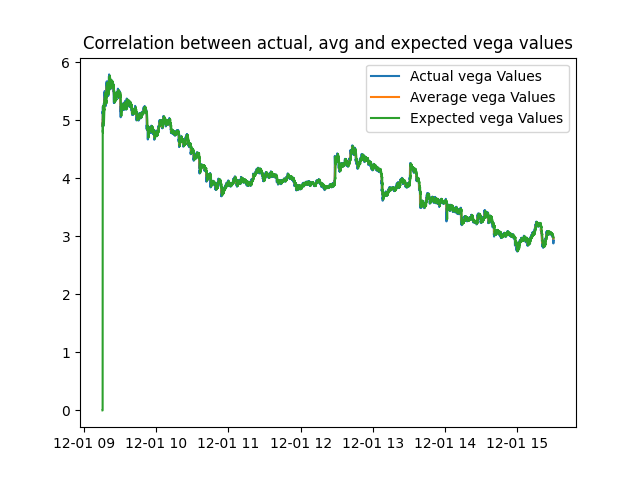 Correlation between actual, avg and expected vega values
Actual vega Values
Average vega Values
Expected vega Values
6
5
4
3
2
1
0
12-01 09 12-01 10 12-01 11 12-01 12 12-01 13 12-01 14 12-01 15